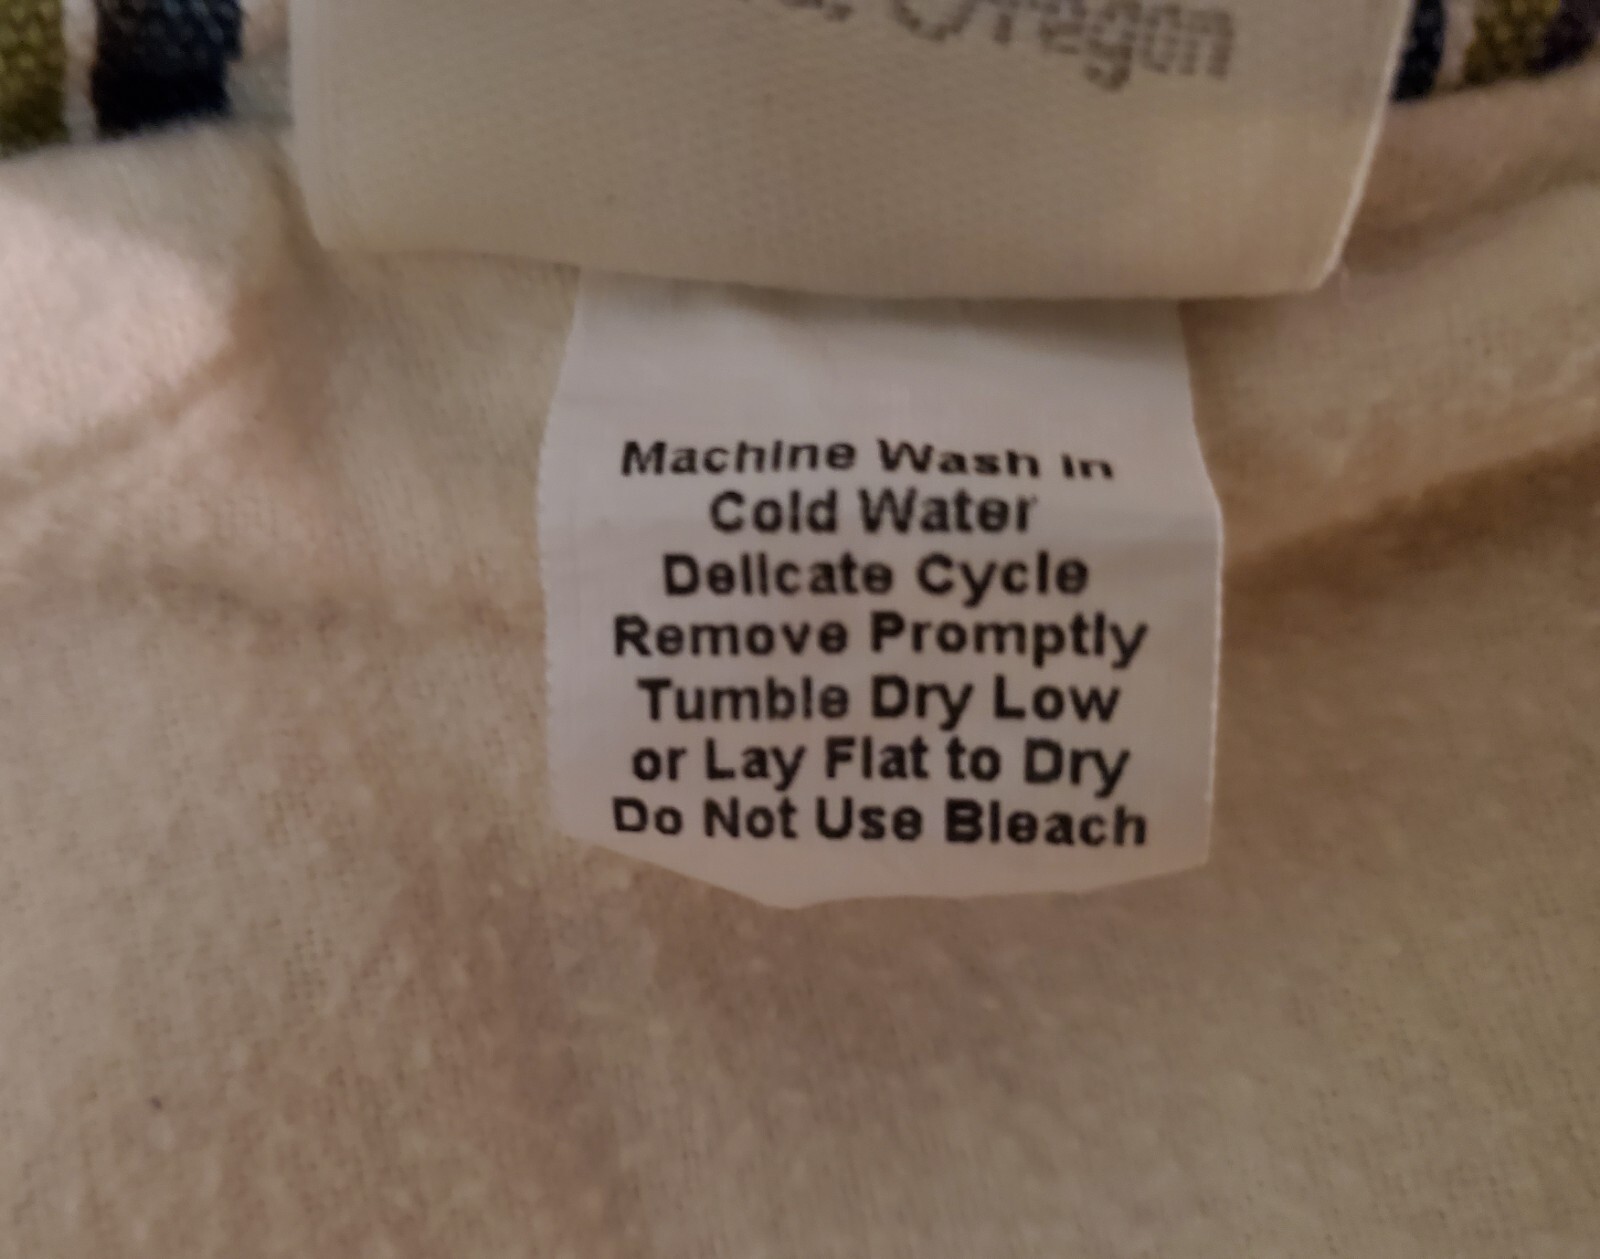 Oregon
Machine Wash in
Cold Water
Delicate Cycle
Remove Promptly
Tumble Dry Low
or Lay Flat to Dry
Do Not Use Bleach